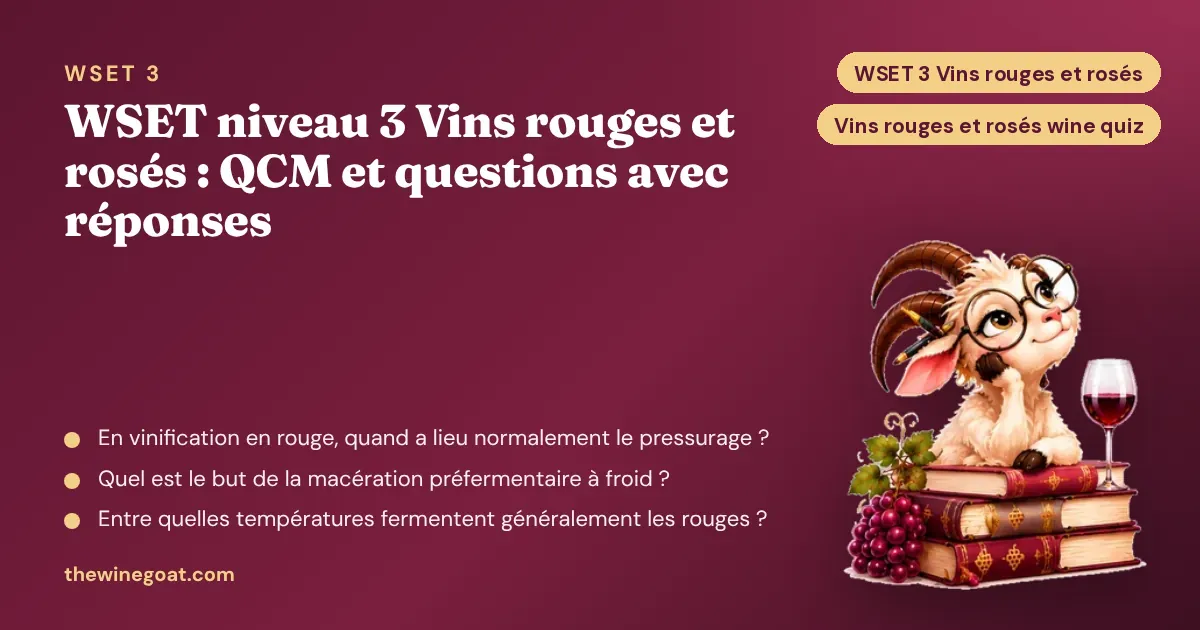 WSET 3
WSET niveau 3 Vins rouges et
rosés : QCM et questions avec
réponses
WSET 3 Vins rouges et rosés
Vins rouges et rosés wine quiz
En vinification en rouge, quand a lieu normalement le pressurage ?
Quel est le but de la macération préfermentaire à froid ?
Entre quelles températures fermentent généralement les rouges ?
thewinegoat.com